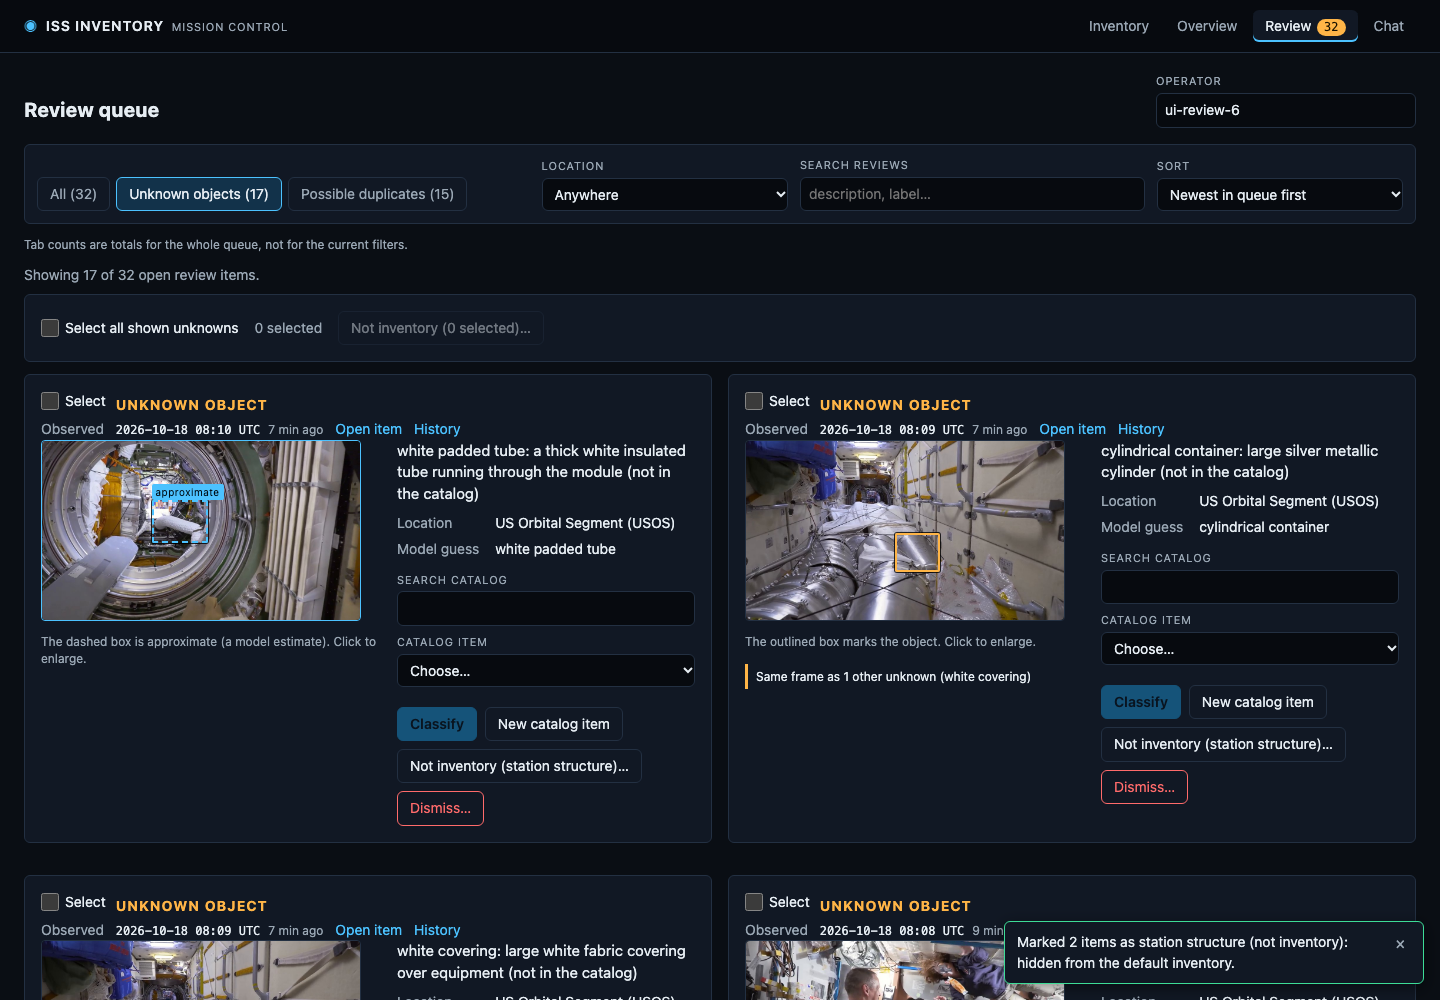 ISS INVENTORY MISSION CONTROL
Inventory Overview Review 32 Chat
Review queue
OPERATOR
ui-review-6
All (32) Unknown objects (17) Possible duplicates (15)
LOCATION
Anywhere
SEARCH REVIEWS
description, label...
SORT
Newest in queue first
Tab counts are totals for the whole queue, not for the current filters.
Showing 17 of 32 open review items.
Select all shown unknowns 0 selected Not inventory (0 selected)...
Select UNKNOWN OBJECT
Observed 2026-10-18 08:10 UTC 7 min ago Open item History
approximate
The dashed box is approximate (a model estimate). Click to
enlarge.
white padded tube: a thick white insulated
tube running through the module (not in
the catalog)
Location US Orbital Segment (USOS)
Model guess white padded tube
SEARCH CATALOG
CATALOG ITEM
Choose...
Classify New catalog item
Not inventory (station structure)...
Dismiss...
Select UNKNOWN OBJECT
Observed 2026-10-18 08:09 UTC 7 min ago Open item History
The outlined box marks the object. Click to enlarge.
Same frame as 1 other unknown (white covering)
cylindrical container: large silver metallic
cylinder (not in the catalog)
Location US Orbital Segment (USOS)
Model guess cylindrical container
SEARCH CATALOG
CATALOG ITEM
Choose...
Classify New catalog item
Not inventory (station structure)...
Dismiss...
Select UNKNOWN OBJECT
Observed 2026-10-18 08:09 UTC 7 min ago Open item History
white covering: large white fabric covering
over equipment (not in the catalog)
Location US Orbital Segment (USOS)
Select UNKNOWN OBJECT
Observed 2026-10-18 08:08 UTC 9 min
Marked 2 items as station structure (not inventory):
hidden from the default inventory.
×